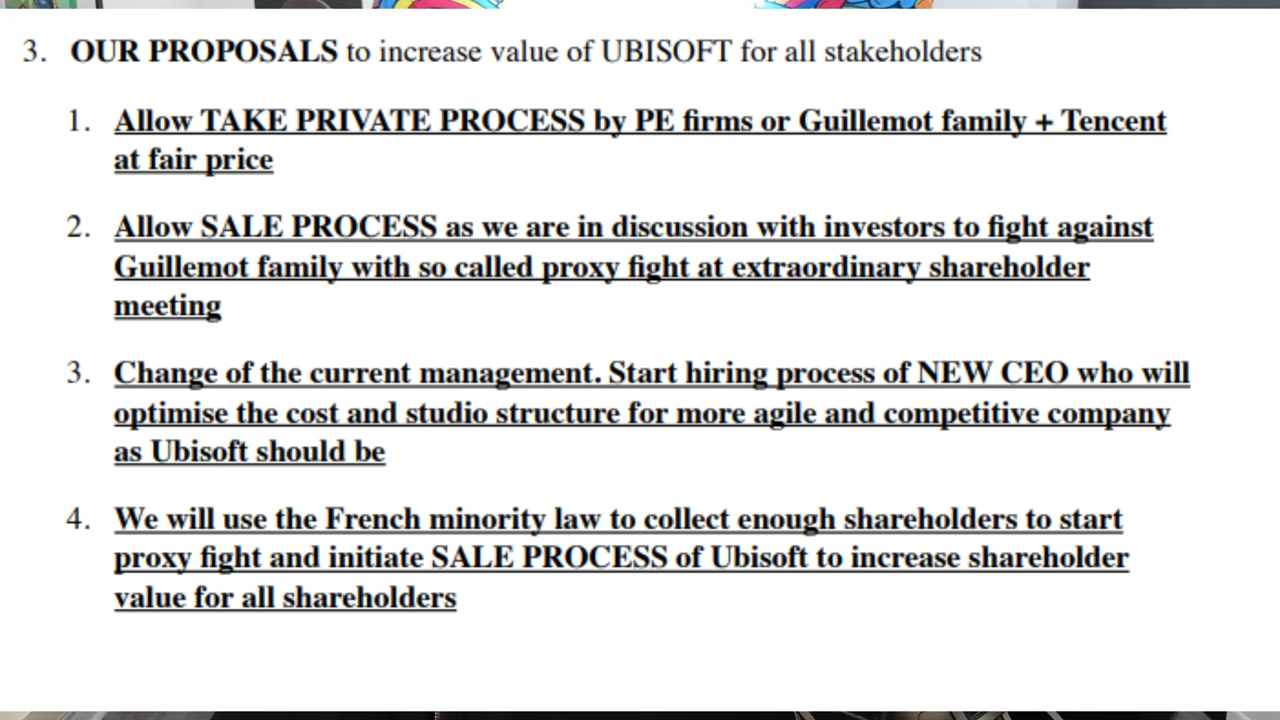 3. OUR PROPOSALS to increase value of UBISOFT for all stakeholders
1. Allow TAKE PRIVATE PROCESS by PE firms or Guillemot family + Tencent
at fair price
2. Allow SALE PROCESS as we are in discussion with investors to fight against
Guillemot family with so called proxy fight at extraordinary shareholder
meeting
3. Change of the current management. Start hiring process of NEW CEO who will
optimise the cost and studio structure for more agile and competitive company
as Ubisoft should be
4. We will use the French minority law to collect enough shareholders to start
proxy fight and initiate SALE PROCESS of Ubisoft to increase shareholder
value for all shareholders